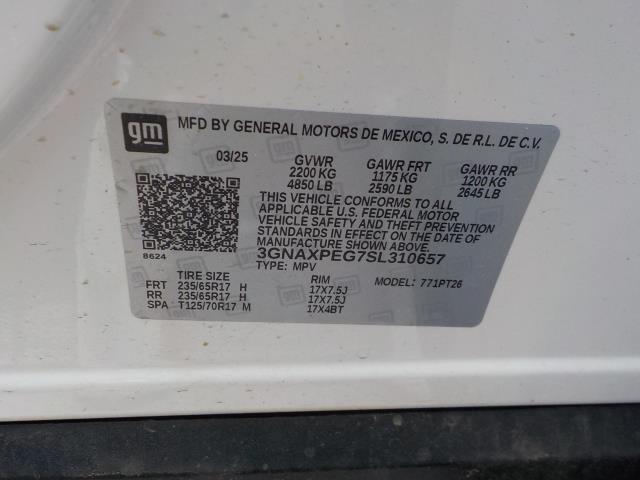 gm MFD BY GENERAL MOTORS DE MEXICO, S. DE R.L. DE C.V.
03/25 GVWR GAWR FRT GAWR RR
2200 KG 1175 KG 1200 KG
4850 LB 2590 LB 2645 LB
THIS VEHICLE CONFORMS TO ALL
APPLICABLE U.S. FEDERAL MOTOR
VEHICLE SAFETY AND THEFT PREVENTION
STANDARDS IN EFFECT ON THE DATE OF
MANUFACTURE SHOWN ABOVE.
8624 3GNAXPEG7SL310657
TYPE: MPV MODEL: 771PT26
TIRE SIZE RIM
FRT 235/65R17 H 17X7.5J
RR 235/65R17 H 17X7.5J
SPA T125/70R17 M 17X4BT